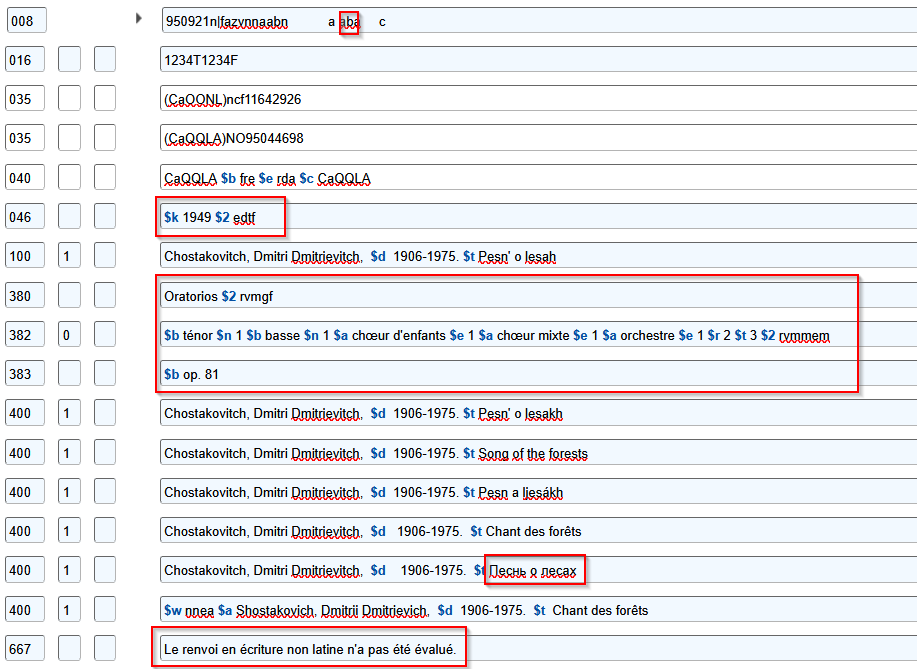 008 950921n|fazvnnaabn a aba c
016 1234T1234F
035 (CaOONL)ncf11642926
035 (CaQQLA)NO95044698
040 CaQQLA $b fre $e rda $c CaQQLA
046 $k 1949 $2 edtf
100 1 Chostakovitch, Dmitri Dmitrievitch, $d 1906-1975. $t Pesn' o lesah
380 Oratorios $2 rvmgf
382 0 $b ténor $n 1 $b basse $n 1 $a chœur d'enfants $e 1 $a chœur mixte $e 1 $a orchestre $e 1 $r 2 $t 3 $2 rvmmem
383 $b op. 81
400 1 Chostakovitch, Dmitri Dmitrievitch, $d 1906-1975. $t Pesn' o lesakh
400 1 Chostakovitch, Dmitri Dmitrievitch, $d 1906-1975. $t Song of the forests
400 1 Chostakovitch, Dmitri Dmitrievitch, $d 1906-1975. $t Pesn a ljesákh
400 1 Chostakovitch, Dmitri Dmitrievitch, $d 1906-1975. $t Chant des forêts
400 1 Chostakovitch, Dmitri Dmitrievitch, $d 1906-1975. $t Песнь о лесах
400 1 $w nnea $a Shostakovich, Dmitrii Dmitrievich, $d 1906-1975. $t Chant des forêts
667 Le renvoi en écriture non latine n'a pas été évalué.